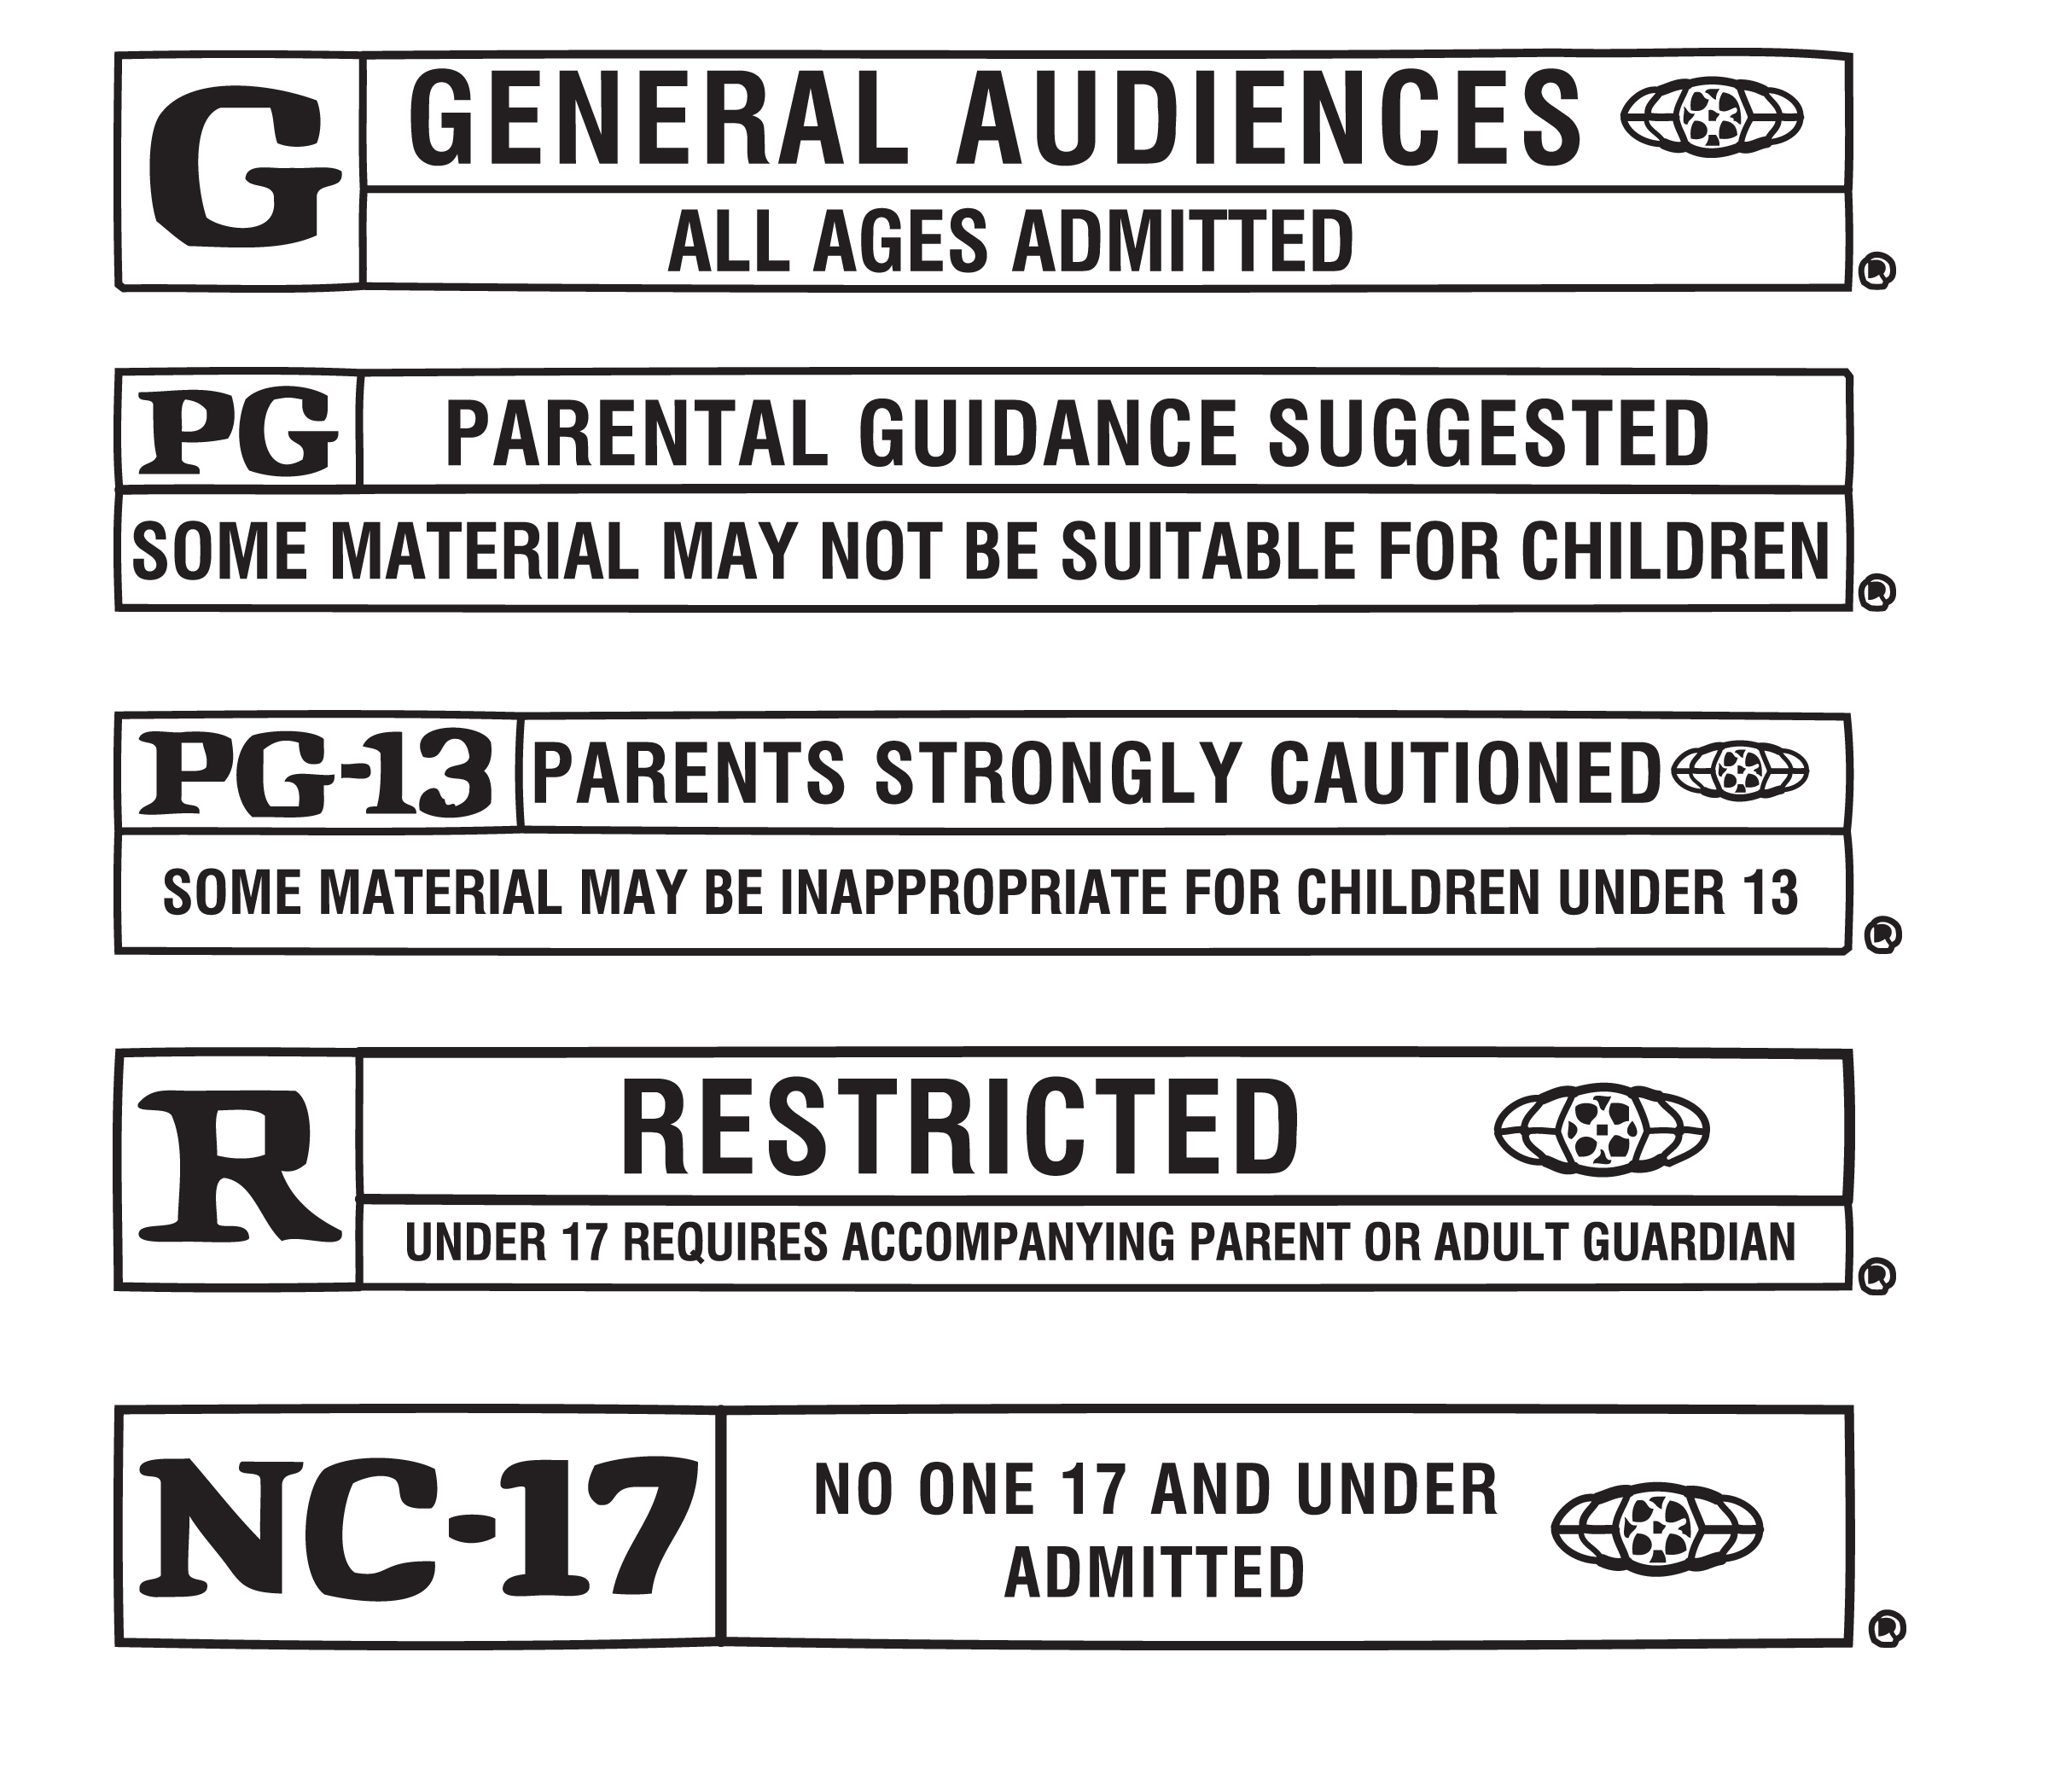 G GENERAL AUDIENCES
ALL AGES ADMITTED
®
PG PARENTAL GUIDANCE SUGGESTED
SOME MATERIAL MAY NOT BE SUITABLE FOR CHILDREN
®
PG-13 PARENTS STRONGLY CAUTIONED
SOME MATERIAL MAY BE INAPPROPRIATE FOR CHILDREN UNDER 13
®
R RESTRICTED
UNDER 17 REQUIRES ACCOMPANYING PARENT OR ADULT GUARDIAN
®
NC-17 NO ONE 17 AND UNDER
ADMITTED
®